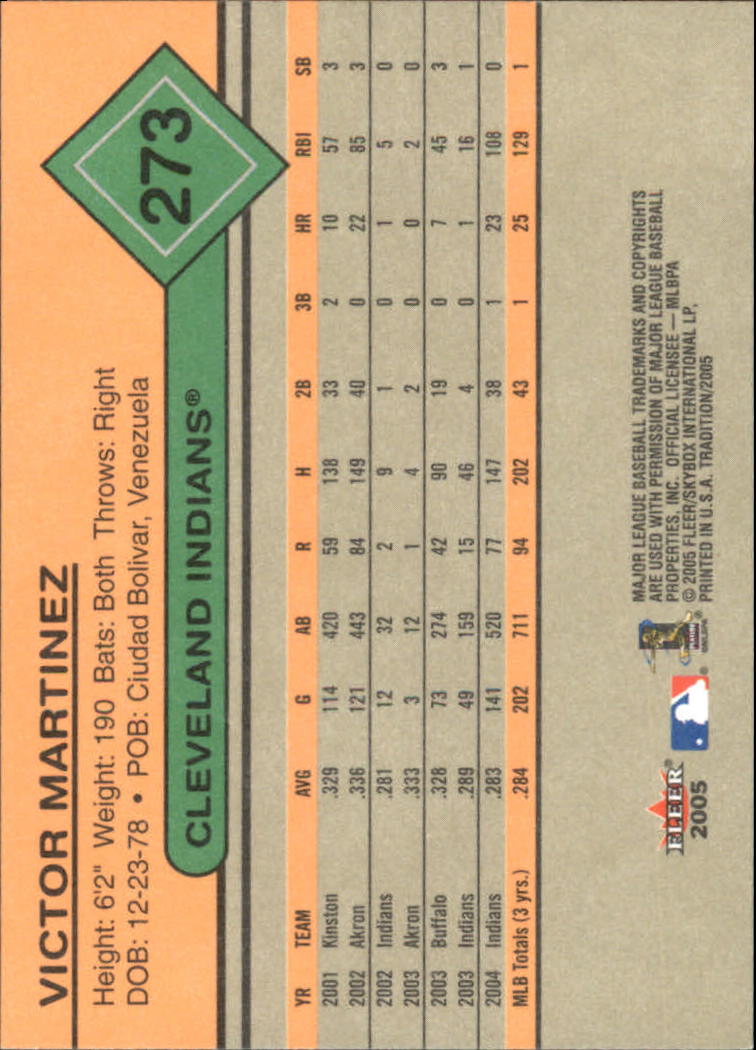 VICTOR MARTINEZ
Height: 6'2" Weight: 190 Bats: Both Throws: Right
DOB: 12-23-78 • POB: Ciudad Bolivar, Venezuela
273
CLEVELAND INDIANS®
YR TEAM AVG G AB R H 2B 3B HR RBI SB
2001 Kinston .329 114 420 59 138 33 2 10 57 3
2002 Akron .336 121 443 84 149 40 0 22 85 3
2002 Indians .281 12 32 2 9 1 0 1 5 0
2003 Akron .333 3 12 1 4 2 0 0 2 0
2003 Buffalo .328 73 274 42 90 19 0 7 45 3
2003 Indians .289 49 159 15 46 4 0 1 16 1
2004 Indians .283 141 520 77 147 38 1 23 108 0
MLB Totals (3 yrs.) .284 202 711 94 202 43 1 25 129 1
FLEER®
2005
MAJOR LEAGUE BASEBALL TRADEMARKS AND COPYRIGHTS
ARE USED WITH PERMISSION OF MAJOR LEAGUE BASEBALL
PROPERTIES, INC. OFFICIAL LICENSEE — MLBPA
© 2005 FLEER/SKYBOX INTERNATIONAL LP,
PRINTED IN U.S.A. TRADITION/2005